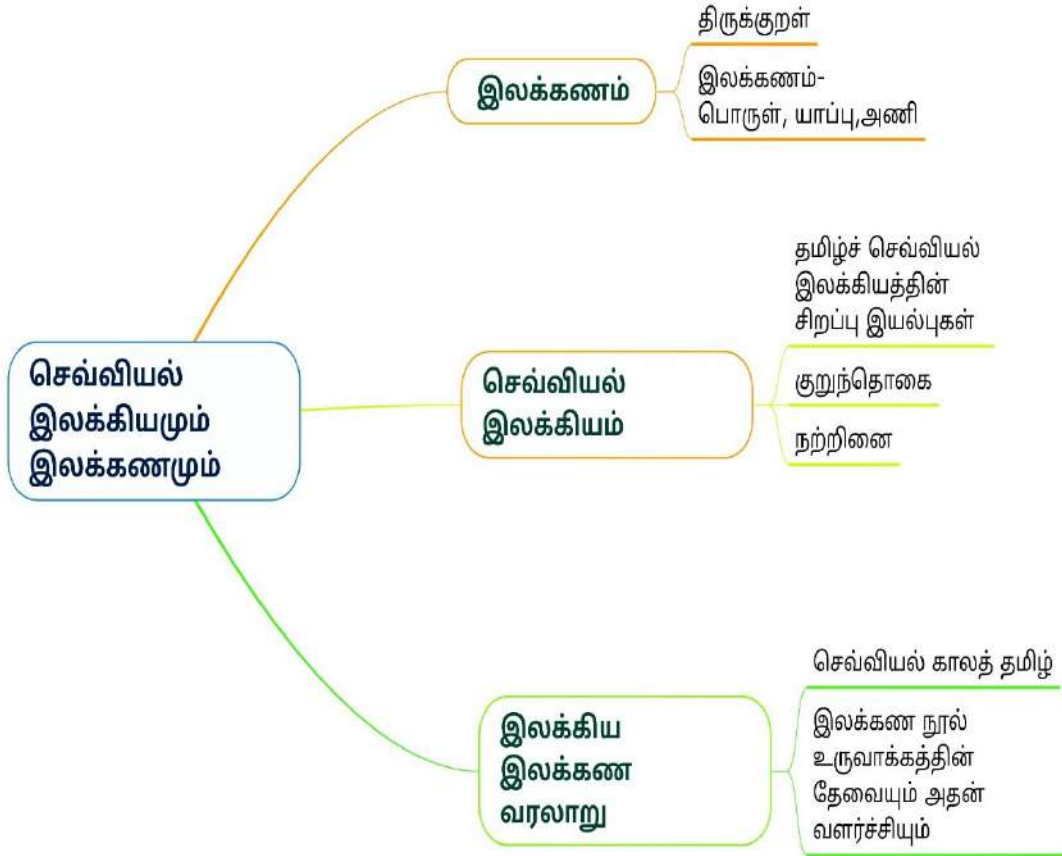 திருக்குறள்
இலக்கணம்
இலக்கணம்-
பொருள், யாப்பு,அணி
செவ்வியல்
இலக்கியமும்
இலக்கணமும்
செவ்வியல்
இலக்கியம்
தமிழ்ச் செவ்வியல்
இலக்கியத்தின்
சிறப்பு இயல்புகள்
குறுந்தொகை
நற்றினை
இலக்கிய
இலக்கண
வரலாறு
செவ்வியல் காலத் தமிழ்
இலக்கண நூல்
உருவாக்கத்தின்
தேவையும் அதன்
வளர்ச்சியும்